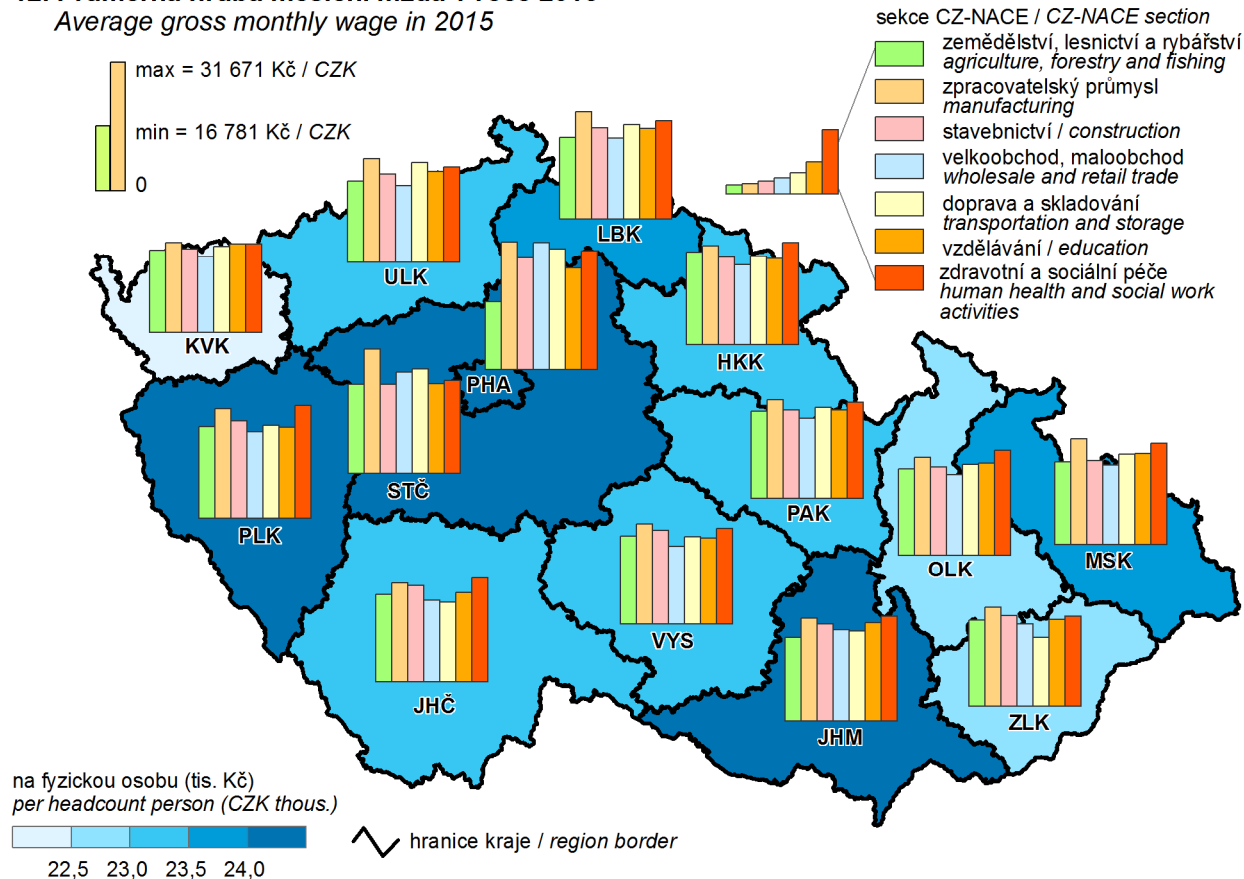 Average gross monthly wage in 2015
max = 31 671 Kč / CZK
min = 16 781 Kč / CZK
0
sekce CZ-NACE / CZ-NACE section
zemědělství, lesnictví a rybářství
agriculture, forestry and fishing
zpracovatelský průmysl
manufacturing
stavebnictví / construction
velkoobchod, maloobchod
wholesale and retail trade
doprava a skladování
transportation and storage
vzdělávání / education
zdravotní a sociální péče
human health and social work
activities
LBK
ULK
KVK
HKK
PHA
STČ
PAK
PLK
OLK
MSK
VYS
JHČ
ZLK
JHM
na fyzickou osobu (tis. Kč)
per headcount person (CZK thous.)
22,5 23,0 23,5 24,0
hranice kraje / region border